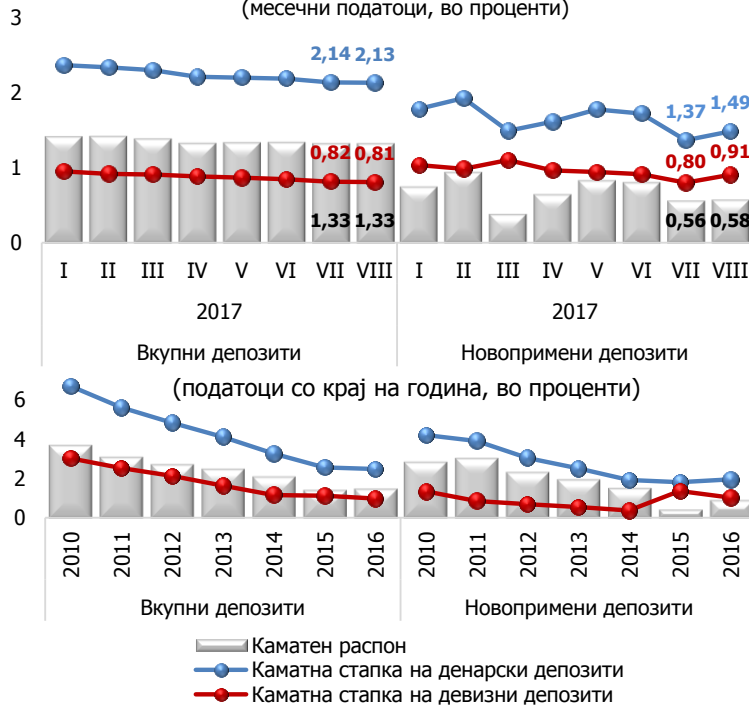 (месечни податоци, во проценти)
3
2
1
0
2,14 2,13
0,82 0,81
1,33 1,33
1,37 1,49
0,80 0,91
0,56 0,58
I II III IV V VI VII VIII I II III IV V VI VII VIII
2017 2017
Вкупни депозити Новопримени депозити
(податоци со крај на година, во проценти)
6
4
2
0
2010 2011 2012 2013 2014 2015 2016 2010 2011 2012 2013 2014 2015 2016
Вкупни депозити Новопримени депозити
Каматен распон
Каматна стапка на денарски депозити
Каматна стапка на девизни депозити